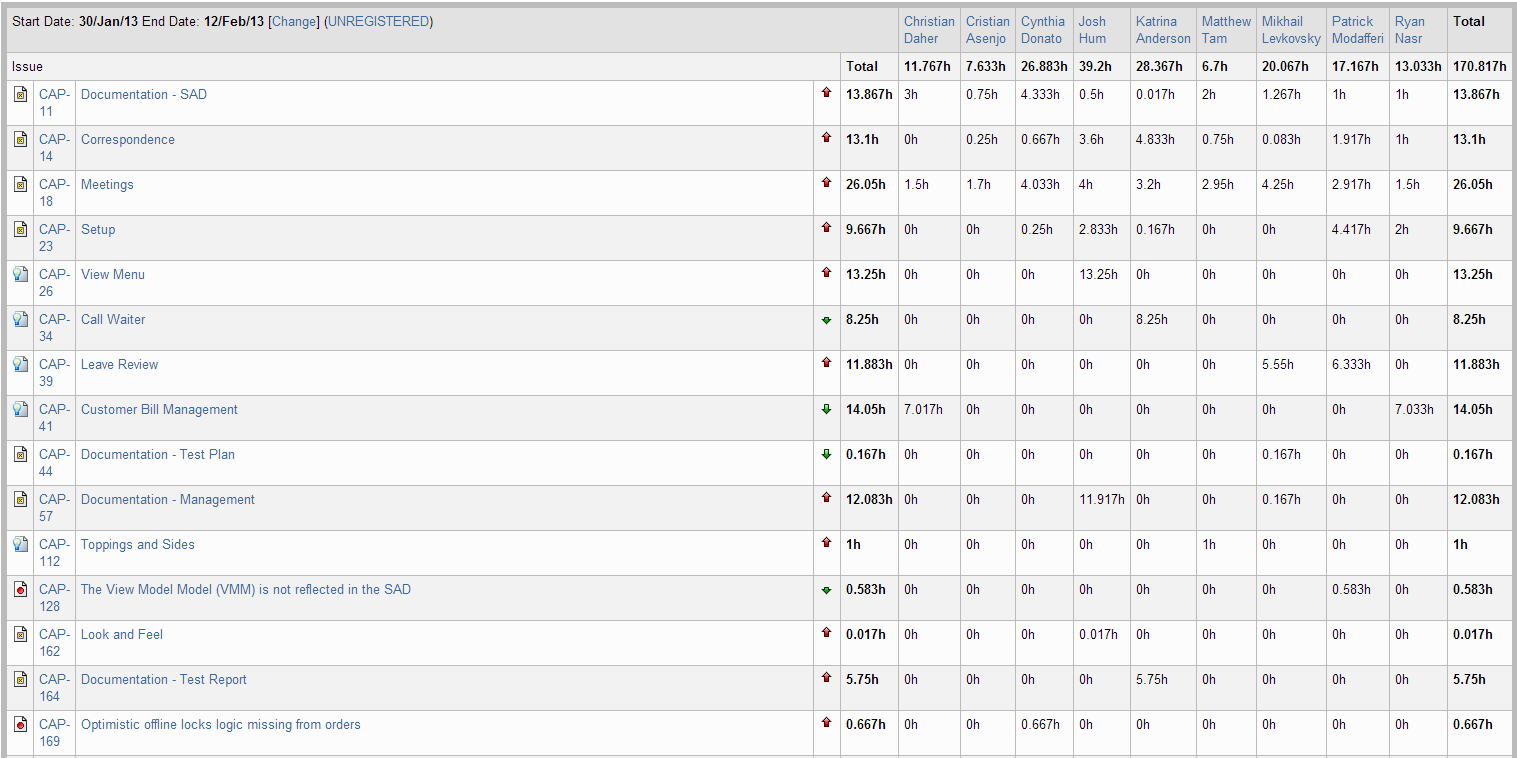 Start Date: 30/Jan/13 End Date: 12/Feb/13 [Change] (UNREGISTERED) Christian Daher Cristian Asenjo Cynthia Donato Josh Hum Katrina Anderson Matthew Tam Mikhail Levkovsky Patrick Modafferi Ryan Nasr Total
Issue Total 11.767h 7.633h 26.883h 39.2h 28.367h 6.7h 20.067h 17.167h 13.033h 170.817h
CAP-11 Documentation - SAD 13.867h 3h 0.75h 4.333h 0.5h 0.017h 2h 1.267h 1h 1h 13.867h
CAP-14 Correspondence 13.1h 0h 0.25h 0.667h 3.6h 4.833h 0.75h 0.083h 1.917h 1h 13.1h
CAP-18 Meetings 26.05h 1.5h 1.7h 4.033h 4h 3.2h 2.95h 4.25h 2.917h 1.5h 26.05h
CAP-23 Setup 9.667h 0h 0h 0.25h 2.833h 0.167h 0h 0h 4.417h 2h 9.667h
CAP-26 View Menu 13.25h 0h 0h 0h 13.25h 0h 0h 0h 0h 0h 13.25h
CAP-34 Call Waiter 8.25h 0h 0h 0h 0h 8.25h 0h 0h 0h 0h 8.25h
CAP-39 Leave Review 11.883h 0h 0h 0h 0h 0h 0h 5.55h 6.333h 0h 11.883h
CAP-41 Customer Bill Management 14.05h 7.017h 0h 0h 0h 0h 0h 0h 0h 7.033h 14.05h
CAP-44 Documentation - Test Plan 0.167h 0h 0h 0h 0h 0h 0h 0.167h 0h 0h 0.167h
CAP-57 Documentation - Management 12.083h 0h 0h 0h 11.917h 0h 0h 0.167h 0h 0h 12.083h
CAP-112 Toppings and Sides 1h 0h 0h 0h 0h 0h 1h 0h 0h 0h 1h
CAP-128 The View Model Model (VMM) is not reflected in the SAD 0.583h 0h 0h 0h 0h 0h 0h 0h 0.583h 0h 0.583h
CAP-162 Look and Feel 0.017h 0h 0h 0h 0.017h 0h 0h 0h 0h 0h 0.017h
CAP-164 Documentation - Test Report 5.75h 0h 0h 0h 0h 5.75h 0h 0h 0h 0h 5.75h
CAP-169 Optimistic offline locks logic missing from orders 0.667h 0h 0h 0.667h 0h 0h 0h 0h 0h 0h 0.667h